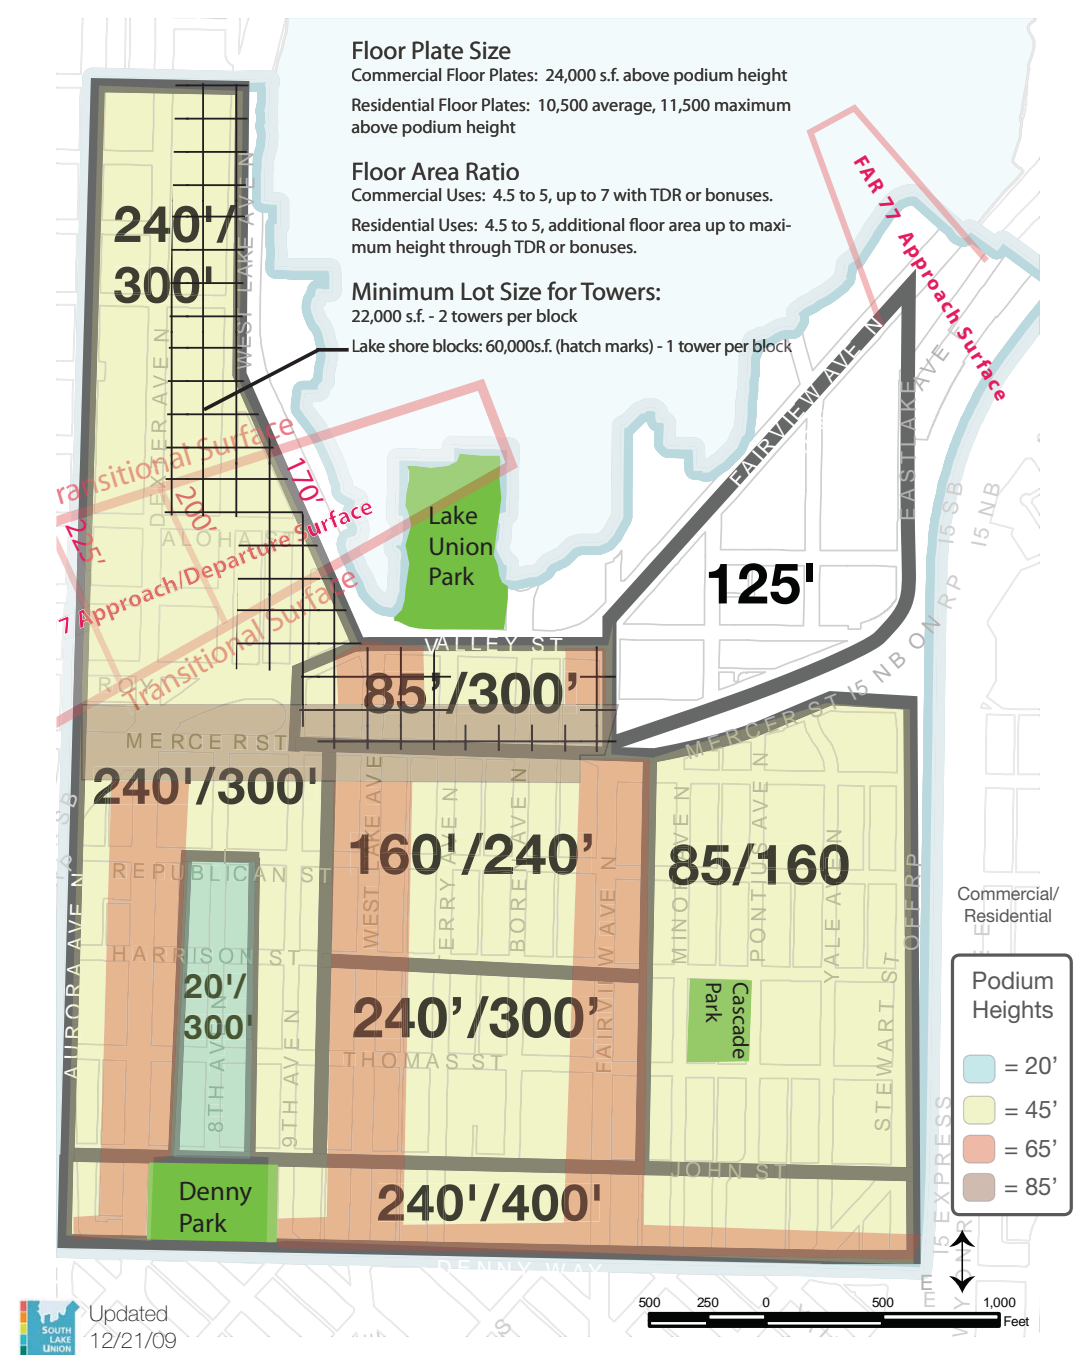 Floor Plate Size
Commercial Floor Plates: 24,000 s.f. above podium height
Residential Floor Plates: 10,500 average, 11,500 maximum
above podium height
Floor Area Ratio
Commercial Uses: 4.5 to 5, up to 7 with TDR or bonuses.
Residential Uses: 4.5 to 5, additional floor area up to maxi-
mum height through TDR or bonuses.
Minimum Lot Size for Towers:
22,000 s.f. - 2 towers per block
Lake shore blocks: 60,000s.f. (hatch marks) - 1 tower per block
FAR 77 Approach Surface
240'/
300'
WEST LAKE AVE N
DEXTER AVE N
FAIRVIEW AVE N
EASTLAKE AVE
ransitional Surface
170'
200'
225'
7 Approach/Departure Surface
Transitional Surface
ALOHA ST
ROY
Lake
Union
Park
125'
I5 SB
I5 NB
I5 NB ON RP
VALLEY ST
85'/300'
MERCER ST
MERCER ST
240'/300'
160'/240'
85/160
WEST LAKE AVE
TERRY AVE N
BOREN AVE N
FAIRVIEW AVE N
MINOR AVE N
PONTIUS AVE N
YALE AVE N
OFF RP
REPUBLICAN ST
HARRISON ST
AURORA AVE N
20'/
300'
8TH AVE N
9TH AVE N
240'/300'
THOMAS ST
Cascade
Park
STEWART ST
JOHN ST
Denny
Park
240'/400'
DENNY WAY
I5 EXPRESS
Commercial/
Residential
Podium
Heights
= 20'
= 45'
= 65'
= 85'
500 250 0 500 1,000
Feet
SOUTH
LAKE
UNION
Updated
12/21/09